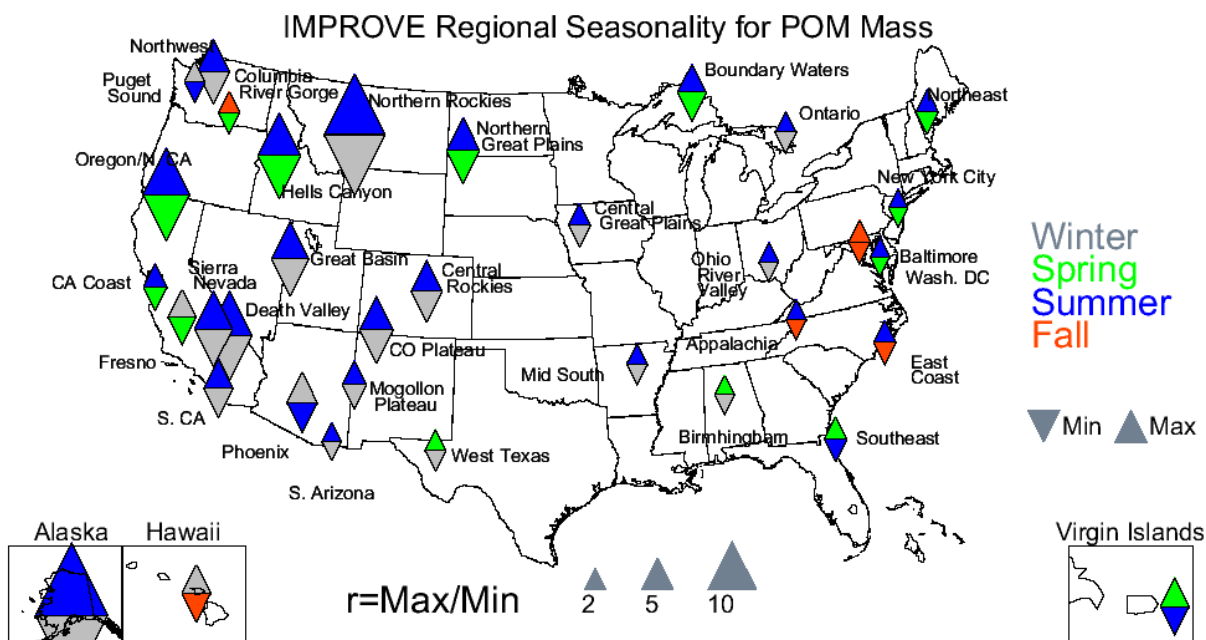 IMPROVE Regional Seasonality for POM Mass
Northwest
Puget
Sound
Columbia
River Gorge
Northern Rockies
Boundary Waters
Northeast
Ontario
Northern
Great Plains
Oregon/N. CA
Hells Canyon
New York City
Central
Great Plains
Great Basin
Ohio
River
Valley
Baltimore
Wash. DC
CA Coast
Sierra
Nevada
Central
Rockies
Death Valley
CO Plateau
Appalachia
Fresno
Mid South
East
Coast
Mogollon
Plateau
S. CA
Birmhingham
Southeast
Phoenix
West Texas
S. Arizona
Winter
Spring
Summer
Fall
Min
Max
Alaska
Hawaii
Virgin Islands
r=Max/Min
2
5
10